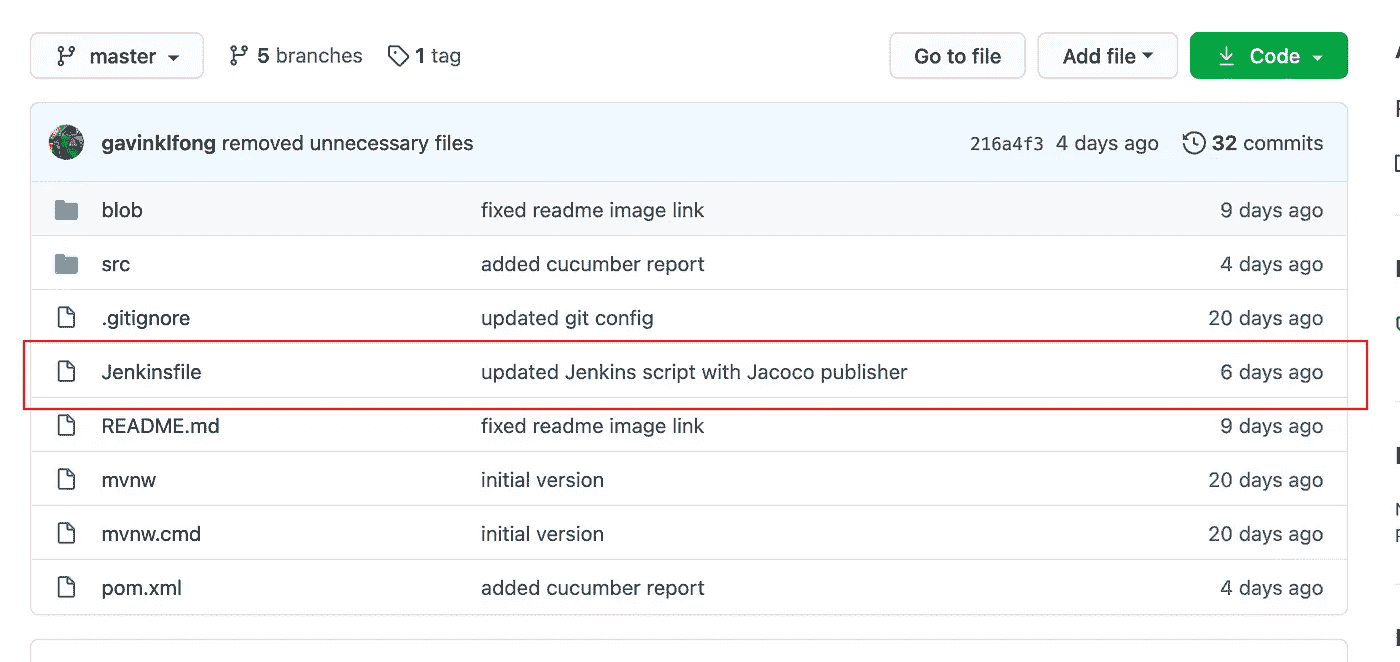 master 5 branches 1 tag Go to file Add file Code
gavinklfong removed unnecessary files 216a4f3 4 days ago 32 commits
blob fixed readme image link 9 days ago
src added cucumber report 4 days ago
.gitignore updated git config 20 days ago
Jenkinsfile updated Jenkins script with Jacoco publisher 6 days ago
README.md fixed readme image link 9 days ago
mvnw initial version 20 days ago
mvnw.cmd initial version 20 days ago
pom.xml added cucumber report 4 days ago